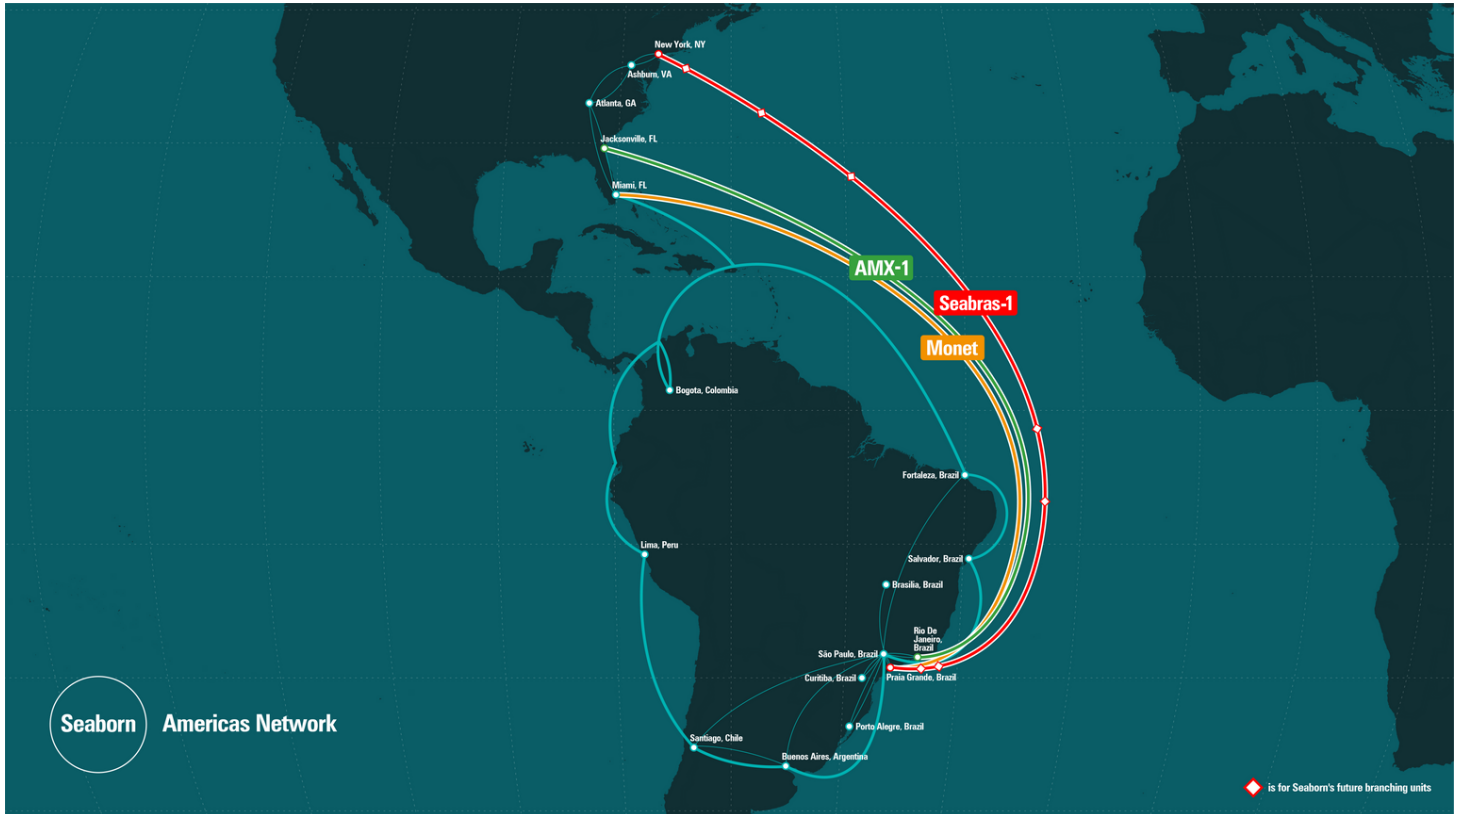 New York, NY
Ashburn, VA
Atlanta, GA
Jacksonville, FL
Miami, FL
AMX-1
Seabras-1
Monet
Bogota, Colombia
Fortaleza, Brazil
Lima, Peru
Salvador, Brazil
Brasilia, Brazil
Rio De
Janeiro,
Brazil
São Paulo, Brazil
Curitiba, Brazil
Praia Grande, Brazil
Porto Alegre, Brazil
Santiago, Chile
Buenos Aires, Argentina
Seaborn Americas Network
is for Seaborn's future branching units